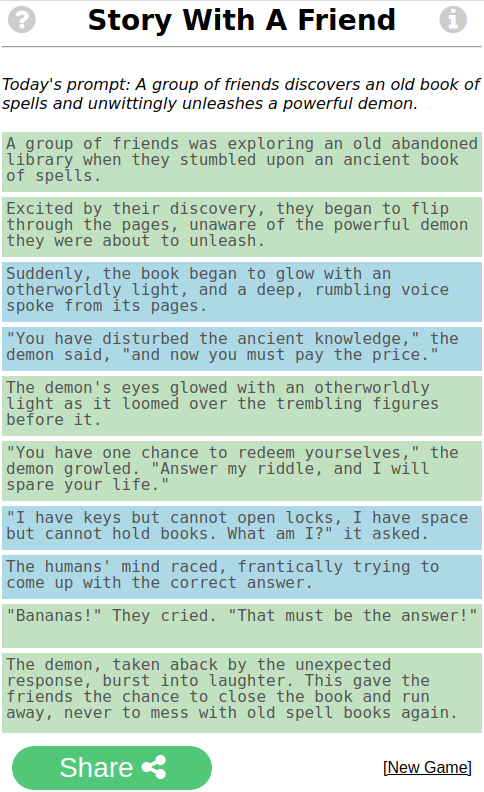 Story With A Friend
Today's prompt: A group of friends discovers an old book of
spells and unwittingly unleashes a powerful demon.
A group of friends was exploring an old abandoned
library when they stumbled upon an ancient book
of spells.
Excited by their discovery, they began to flip
through the pages, unaware of the powerful demon
they were about to unleash.
Suddenly, the book began to glow with an
otherworldly light, and a deep, rumbling voice
spoke from its pages.
"You have disturbed the ancient knowledge," the
demon said, "and now you must pay the price."
The demon's eyes glowed with an otherworldly
light as it loomed over the trembling figures
before it.
"You have one chance to redeem yourselves," the
demon growled. "Answer my riddle, and I will
spare your life."
"I have keys but cannot open locks, I have space
but cannot hold books. What am I?" it asked.
The humans' mind raced, frantically trying to
come up with the correct answer.
"Bananas!" They cried. "That must be the answer!"
The demon, taken aback by the unexpected
response, burst into laughter. This gave the
friends the chance to close the book and run
away, never to mess with old spell books again.
Share
[New Game]